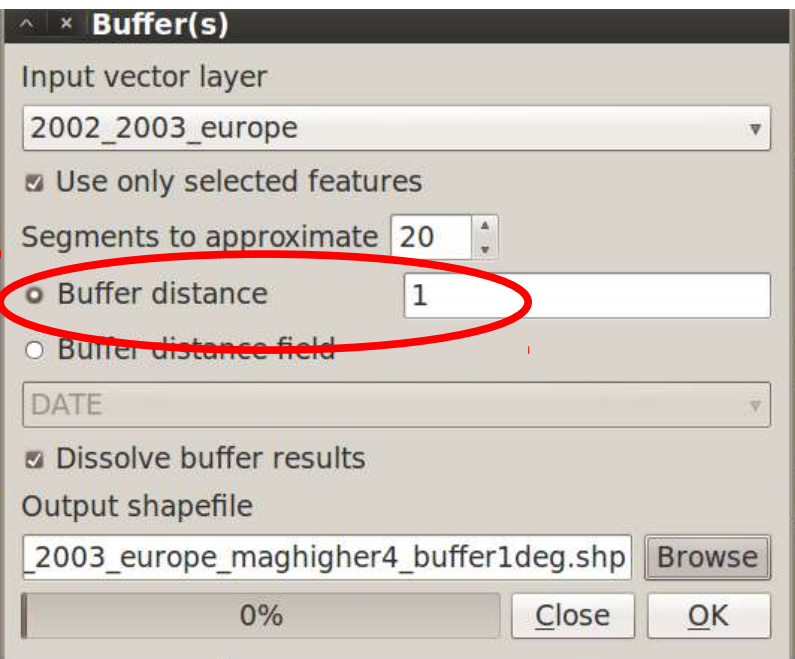 Buffer(s)
Input vector layer
2002_2003_europe
Use only selected features
Segments to approximate 20
Buffer distance 1
Buffer distance field
DATE
Dissolve buffer results
Output shapefile
_2003_europe_maghigher4_buffer1deg.shp Browse
0% Close OK